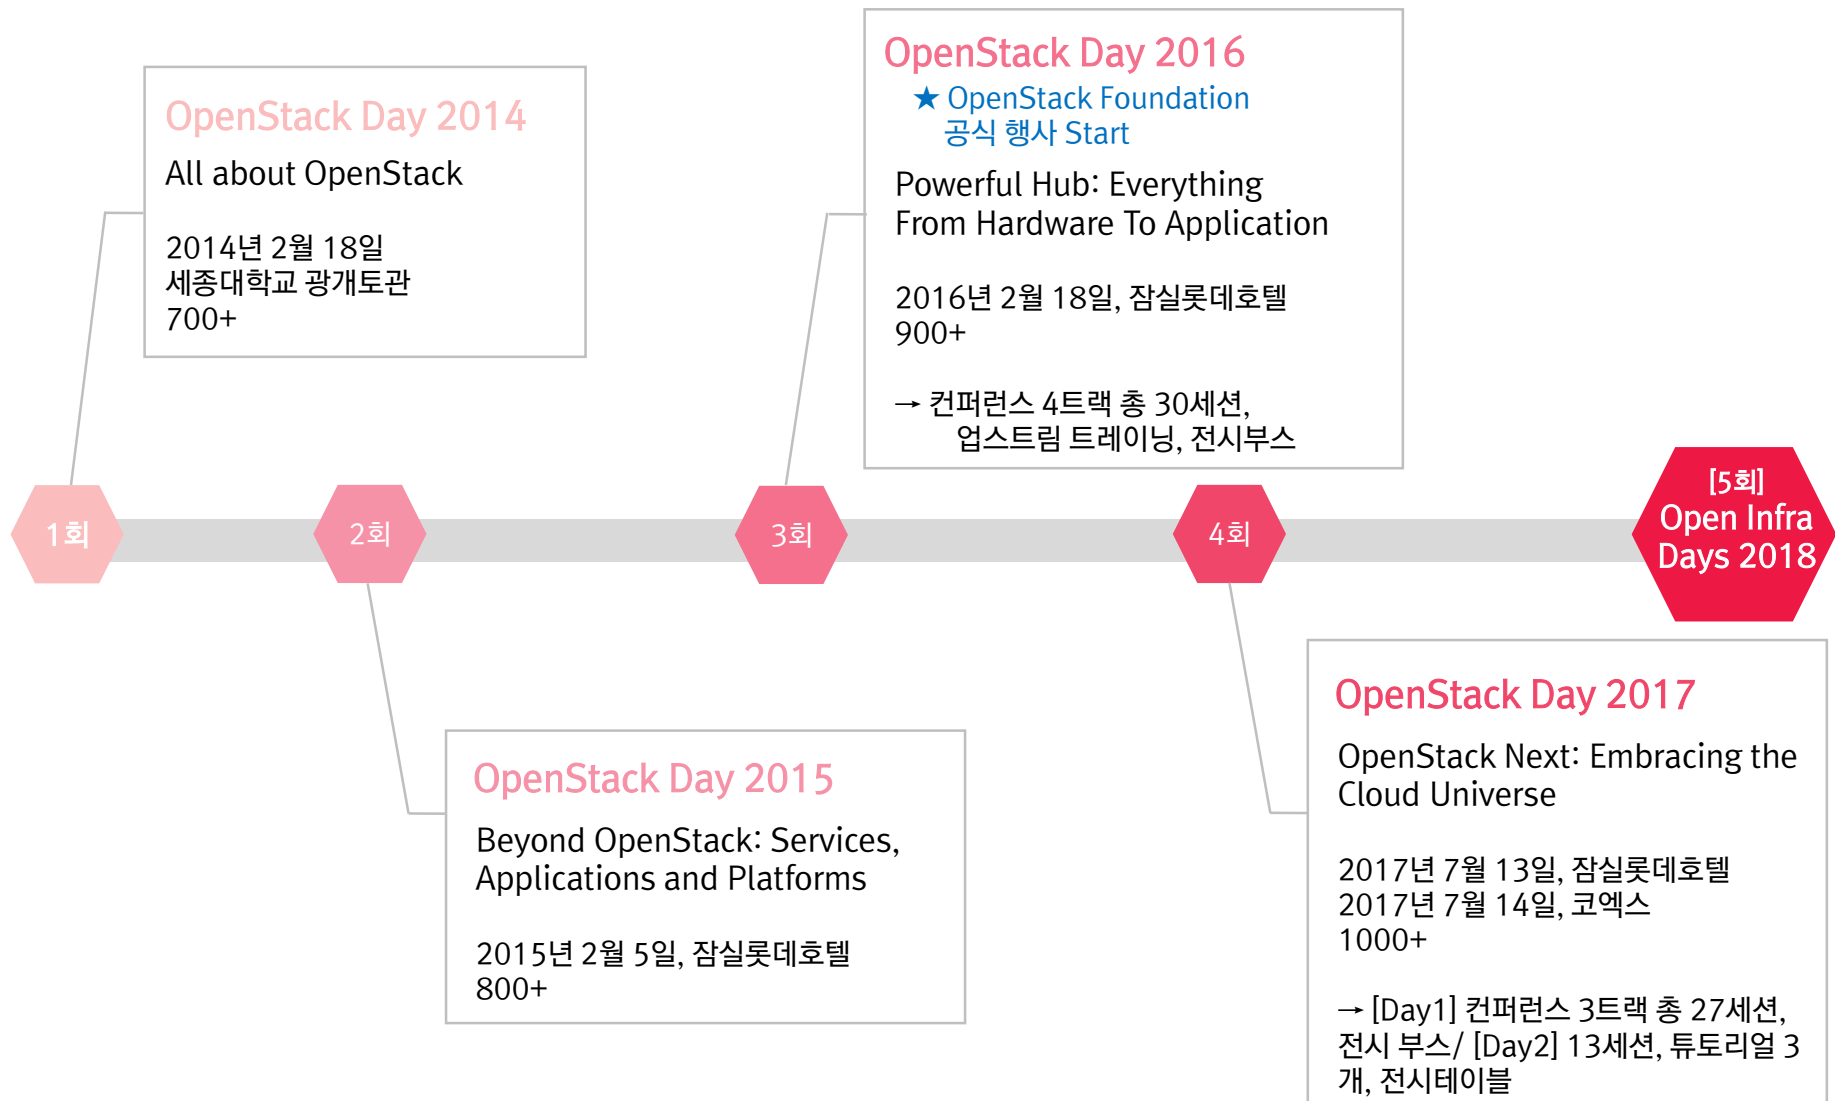 OpenStack Day 2014
All about OpenStack
2014년 2월 18일
세종대학교 광개토관
700+
OpenStack Day 2016
★ OpenStack Foundation
공식 행사 Start
Powerful Hub: Everything
From Hardware To Application
2016년 2월 18일, 잠실롯데호텔
900+
→ 컨퍼런스 4트랙 총 30세션,
업스트림 트레이닝, 전시부스
1회
2회
3회
4회
[5회]
Open Infra
Days 2018
OpenStack Day 2015
Beyond OpenStack: Services,
Applications and Platforms
2015년 2월 5일, 잠실롯데호텔
800+
OpenStack Day 2017
OpenStack Next: Embracing the
Cloud Universe
2017년 7월 13일, 잠실롯데호텔
2017년 7월 14일, 코엑스
1000+
→ [Day1] 컨퍼런스 3트랙 총 27세션,
전시 부스/ [Day2] 13세션, 튜토리얼 3
개, 전시테이블